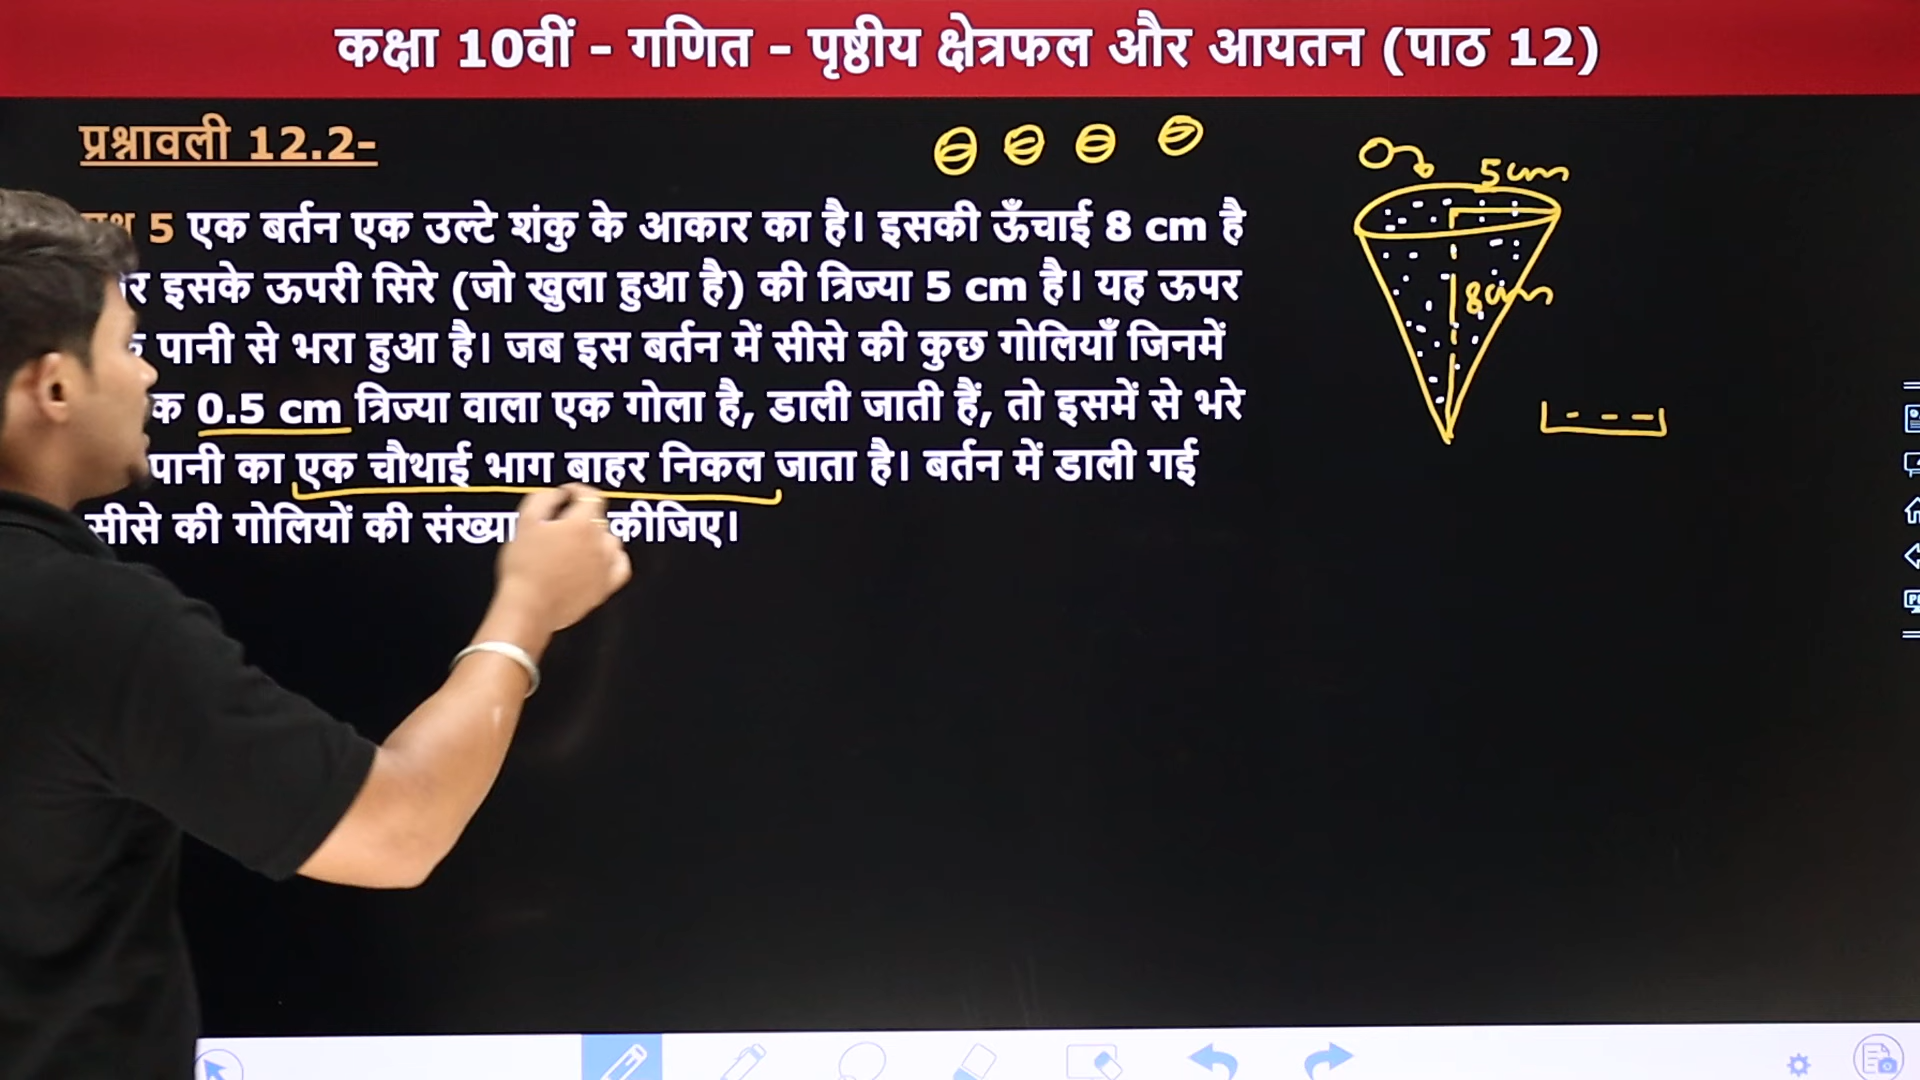 कक्षा 10वीं - गणित - पृष्ठीय क्षेत्रफल और आयतन (पाठ 12)
प्रश्नावली 12.2-
5 एक बर्तन एक उल्टे शंकु के आकार का है। इसकी ऊँचाई 8 cm है
इसके ऊपरी सिरे (जो खुला हुआ है) की त्रिज्या 5 cm है। यह ऊपर
पानी से भरा हुआ है। जब इस बर्तन में सीसे की कुछ गोलियाँ जिनमें
0.5 cm त्रिज्या वाला एक गोला है, डाली जाती हैं, तो इसमें से भरे
पानी का एक चौथाई भाग बाहर निकल जाता है। बर्तन में डाली गई
सीसे की गोलियों की संख्या कीजिए।
5cm
8cm